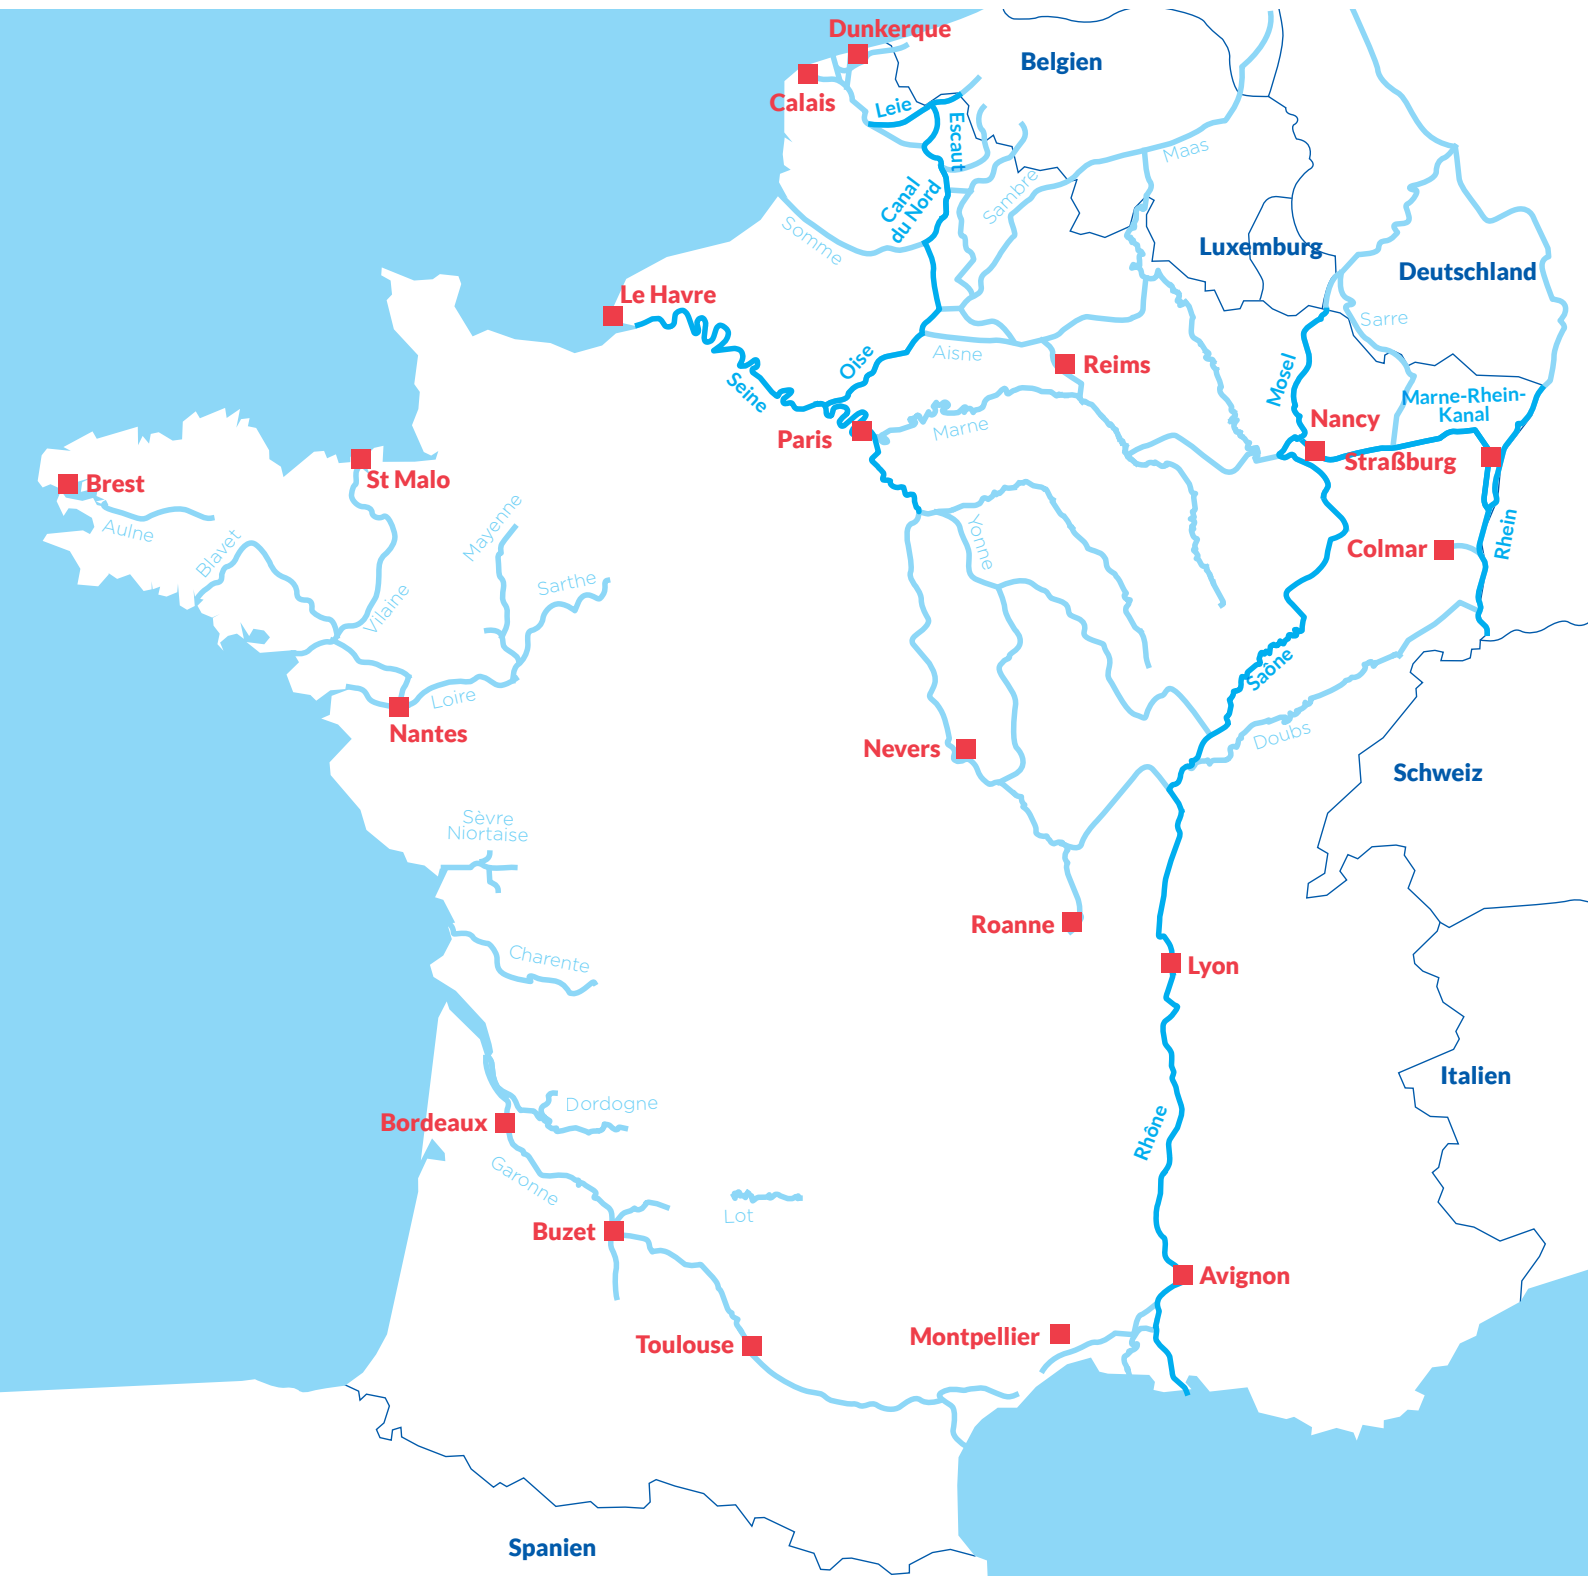 Dunkerque
Belgien
Calais
Leie
Escaut
Maas
Canal
du Nord
Sambre
Somme
Luxemburg
Deutschland
Le Havre
Sarre
Oise
Aisne
Reims
Mosel
Seine
Marne-Rhein-
Kanal
Nancy
Paris
Marne
Straßburg
Brest
St Malo
Aulne
Blavet
Mayenne
Yonne
Rhein
Colmar
Sarthe
Vilaine
Saône
Loire
Nantes
Nevers
Doubs
Schweiz
Sèvre
Niortaise
Roanne
Charente
Lyon
Italien
Dordogne
Bordeaux
Rhône
Garonne
Lot
Buzet
Avignon
Montpellier
Toulouse
Spanien